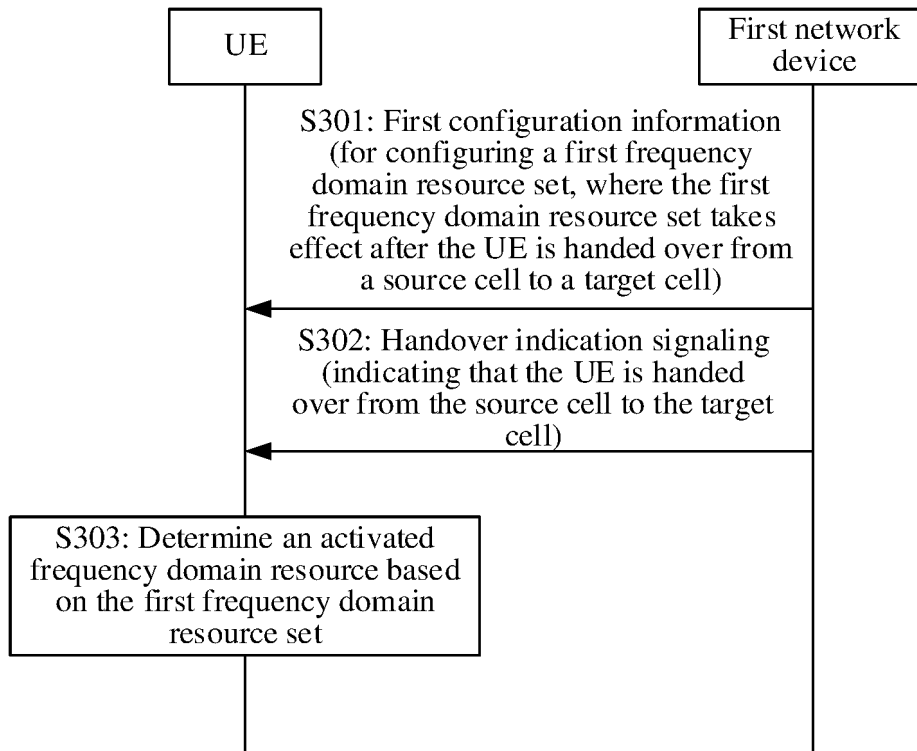 UE
First network
device
S301: First configuration information
(for configuring a first frequency
domain resource set, where the first
frequency domain resource set takes
effect after the UE is handed over from
a source cell to a target cell)
S302: Handover indication signaling
(indicating that the UE is handed
over from the source cell to the target
cell)
S303: Determine an activated
frequency domain resource based
on the first frequency domain
resource set